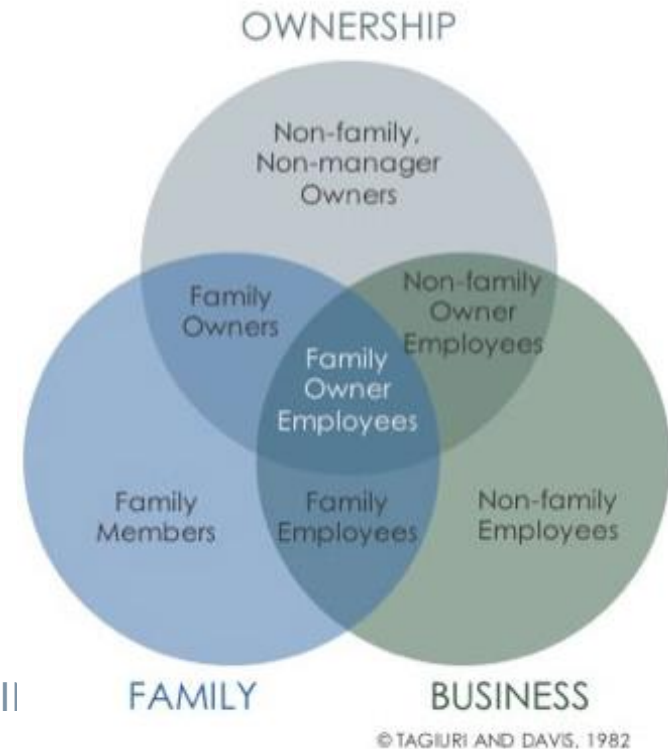 OWNERSHIP
Non-family,
Non-manager
Owners
Family
Owners
Non-family
Owner
Employees
Family
Owner
Employees
Family
Members
Family
Employees
Non-family
Employees
FAMILY
BUSINESS
© TAGIURI AND DAVIS, 1982